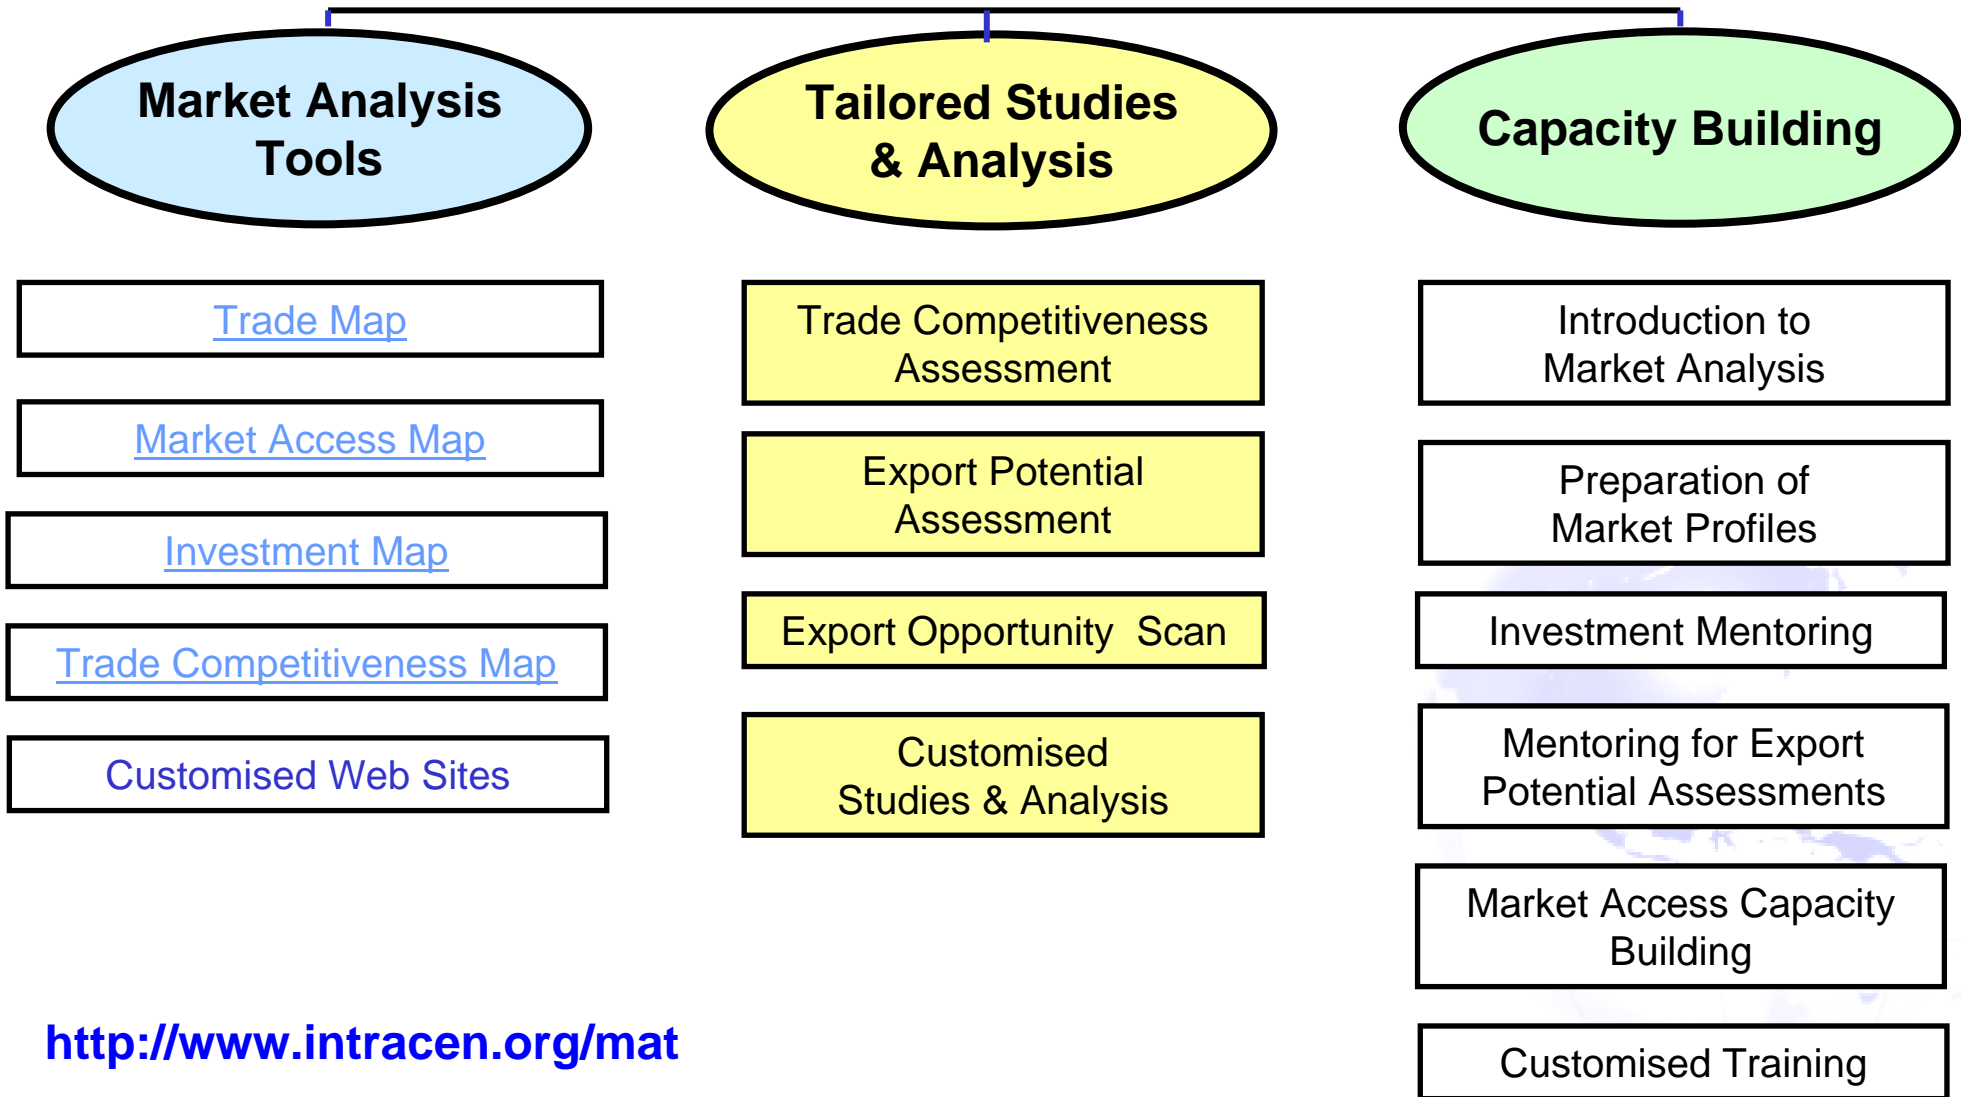 Market Analysis
Tools
Trade Map
Market Access Map
Investment Map
Trade Competitiveness Map
Customised Web Sites
Tailored Studies
& Analysis
Trade Competitiveness
Assessment
Export Potential
Assessment
Export Opportunity  Scan
Customised
Studies & Analysis
Capacity Building
Introduction to
Market Analysis
Preparation of
Market Profiles
Investment Mentoring
Mentoring for Export
Potential Assessments
Market Access Capacity
Building
Customised Training
http://www.intracen.org/mat